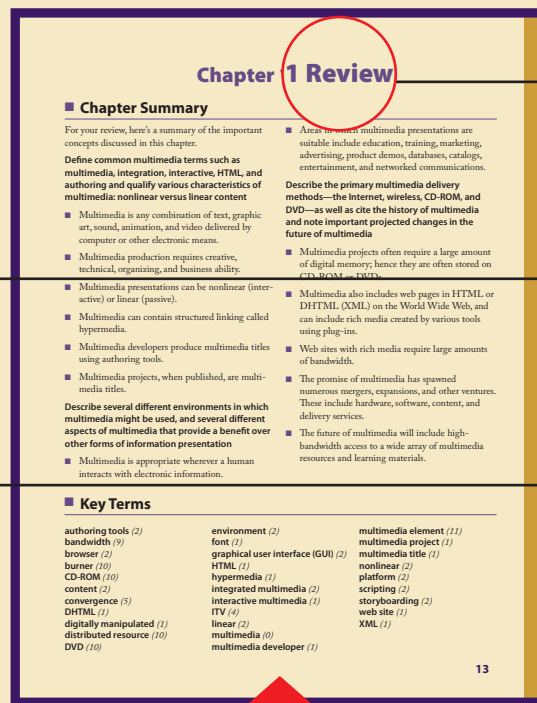 Chapter 1 Review
Chapter Summary
For your review, here's a summary of the important
concepts discussed in this chapter.
Define common multimedia terms such as
multimedia, integration, interactive, HTML, and
authoring and qualify various characteristics of
multimedia: nonlinear versus linear content
■ Multimedia is any combination of text, graphic
art, sound, animation, and video delivered by
computer or other electronic means.
■ Multimedia production requires creative,
technical, organizing, and business ability.
■ Multimedia presentations can be nonlinear (inter-
active) or linear (passive).
■ Multimedia can contain structured linking called
hypermedia.
■ Multimedia developers produce multimedia titles
using authoring tools.
■ Multimedia projects, when published, are multi-
media titles.
Describe several different environments in which
multimedia might be used, and several different
aspects of multimedia that provide a benefit over
other forms of information presentation
■ Multimedia is appropriate wherever a human
interacts with electronic information.
■ Areas in which multimedia presentations are
suitable include education, training, marketing,
advertising, product demos, databases, catalogs,
entertainment, and networked communications.
Describe the primary multimedia delivery
methods—the Internet, wireless, CD-ROM, and
DVD—as well as cite the history of multimedia
and note important projected changes in the
future of multimedia
■ Multimedia projects often require a large amount
of digital memory; hence they are often stored on
CD-ROM or DVDs.
■ Multimedia also includes web pages in HTML or
DHTML (XML) on the World Wide Web, and
can include rich media created by various tools
using plug-ins.
■ Web sites with rich media require large amounts
of bandwidth.
■ The promise of multimedia has spawned
numerous mergers, expansions, and other ventures.
These include hardware, software, content, and
delivery services.
■ The future of multimedia will include high-
bandwidth access to a wide array of multimedia
resources and learning materials.
Key Terms
authoring tools (2)
bandwidth (9)
browser (2)
burner (10)
CD-ROM (10)
content (2)
convergence (5)
DHTML (1)
digitally manipulated (1)
distributed resource (10)
DVD (10)
environment (2)
font (1)
graphical user interface (GUI) (2)
HTML (1)
hypermedia (1)
integrated multimedia (2)
interactive multimedia (1)
ITV (4)
linear (2)
multimedia (0)
multimedia developer (1)
multimedia element (11)
multimedia project (1)
multimedia title (1)
nonlinear (2)
platform (2)
scripting (2)
storyboarding (2)
web site (1)
XML (1)
13